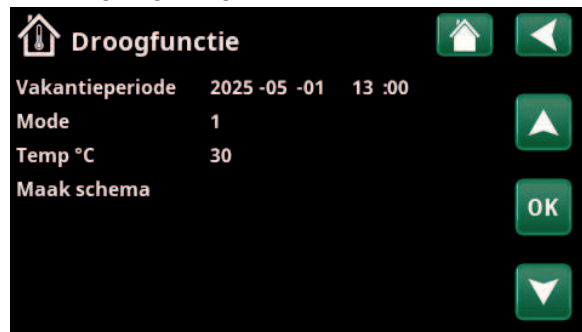 Droogfunctie
Vakantieperiode 2025 -05 -01 13 :00
Mode 1
Temp °C 30
Maak schema
OK